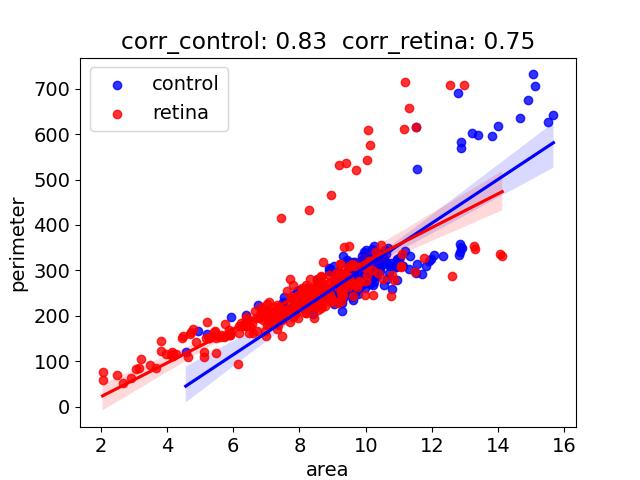 corr_control: 0.83  corr_retina: 0.75
control
retina
perimeter
700
600
500
400
300
200
100
0
2 4 6 8 10 12 14 16
area